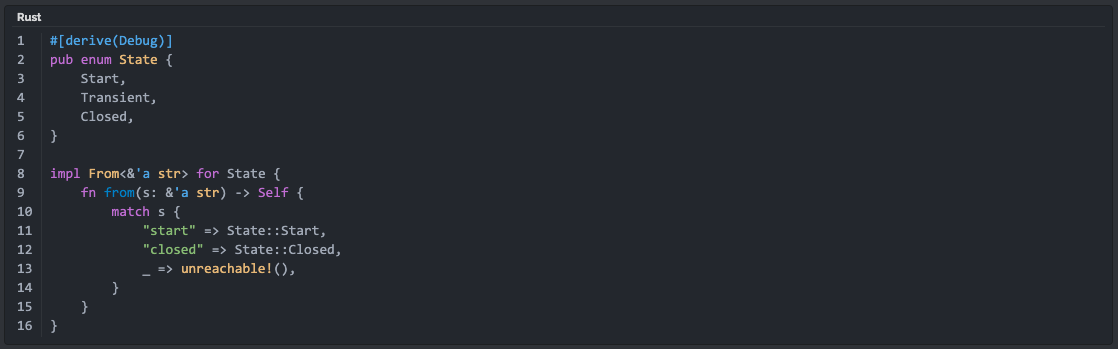 Rust
1 #[derive(Debug)]
2 pub enum State {
3     Start,
4     Transient,
5     Closed,
6 }
7
8 impl From<&'a str> for State {
9     fn from(s: &'a str) -> Self {
10         match s {
11             "start" => State::Start,
12             "closed" => State::Closed,
13             _ => unreachable!(),
14         }
15     }
16 }